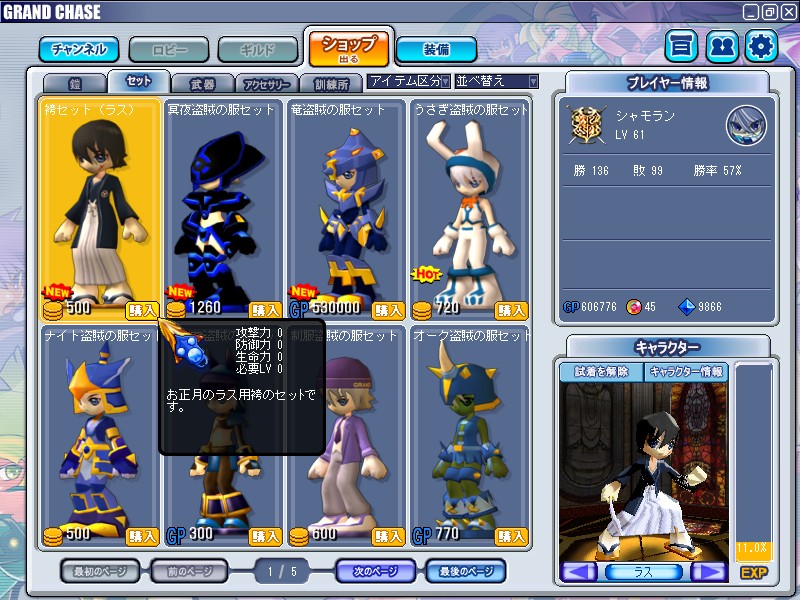 GRAND CHASE
チャンネル
ロビー
ギルド
ショップ
出る
装備
鎧
セット
武器
アクセサリー
訓練所
アイテム区分
並べ替え
袴セット（ラス）
冥夜盗賊の服セット
竜盗賊の服セット
うさぎ盗賊の服セット
NEW
500
購入
NEW
1260
購入
NEW
GP 530000
購入
HOT
720
購入
ナイト盗賊の服セット
盗賊の服セット
オーク盗賊の服セット
攻撃力 0
防御力 0
生命力 0
必要LV 0
お正月のラス用袴のセットで
す。
500
購入
GP 300
購入
600
購入
GP 770
購入
最初のページ
前のページ
1 / 5
次のページ
最後のページ
プレイヤー情報
シャモラン
LV 61
勝 136 敗 99 勝率 57%
GP 606776 45 9866
キャラクター
試着を解除
キャラクター情報
ラス
11.0%
EXP